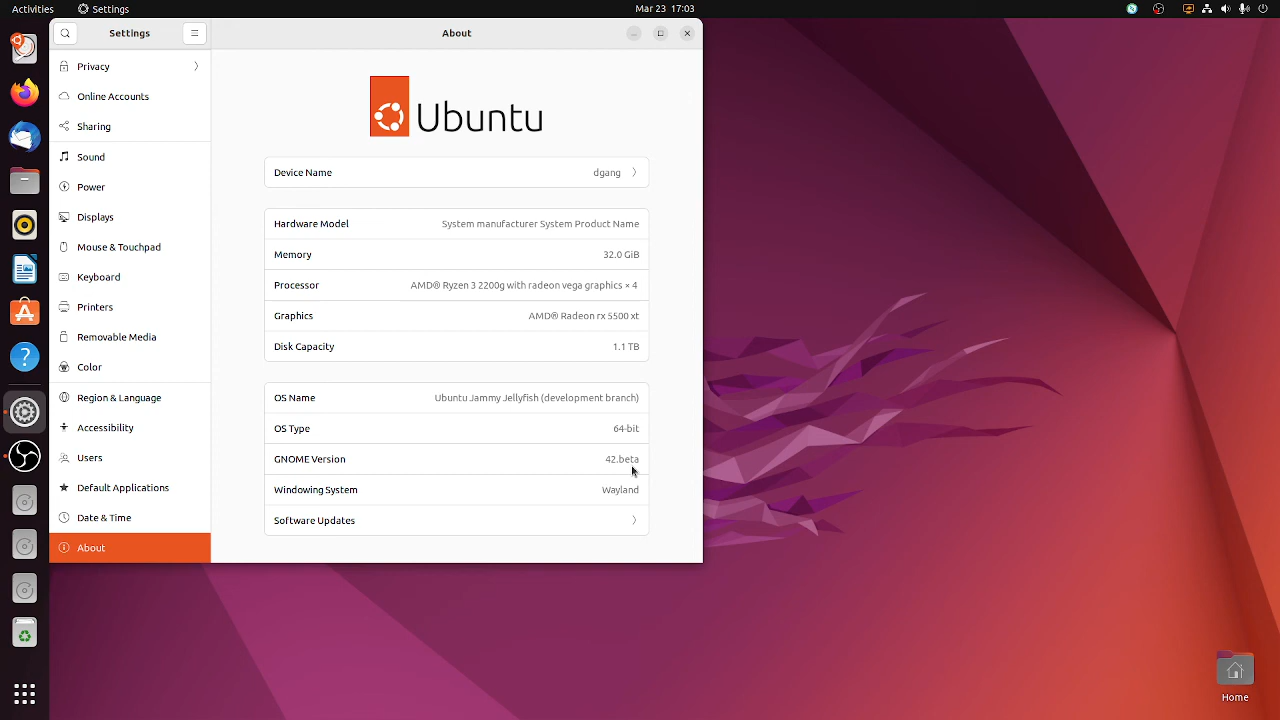 Activities Settings Mar 23 17:03
Settings About
Privacy
Online Accounts
Sharing
Sound
Power
Displays
Mouse & Touchpad
Keyboard
Printers
Removable Media
Color
Region & Language
Accessibility
Users
Default Applications
Date & Time
About
Ubuntu
Device Name dgang
Hardware Model System manufacturer System Product Name
Memory 32.0 GiB
Processor AMD® Ryzen 3 2200g with radeon vega graphics × 4
Graphics AMD® Radeon rx 5500 xt
Disk Capacity 1.1 TB
OS Name Ubuntu Jammy Jellyfish (development branch)
OS Type 64-bit
GNOME Version 42.beta
Windowing System Wayland
Software Updates
Home